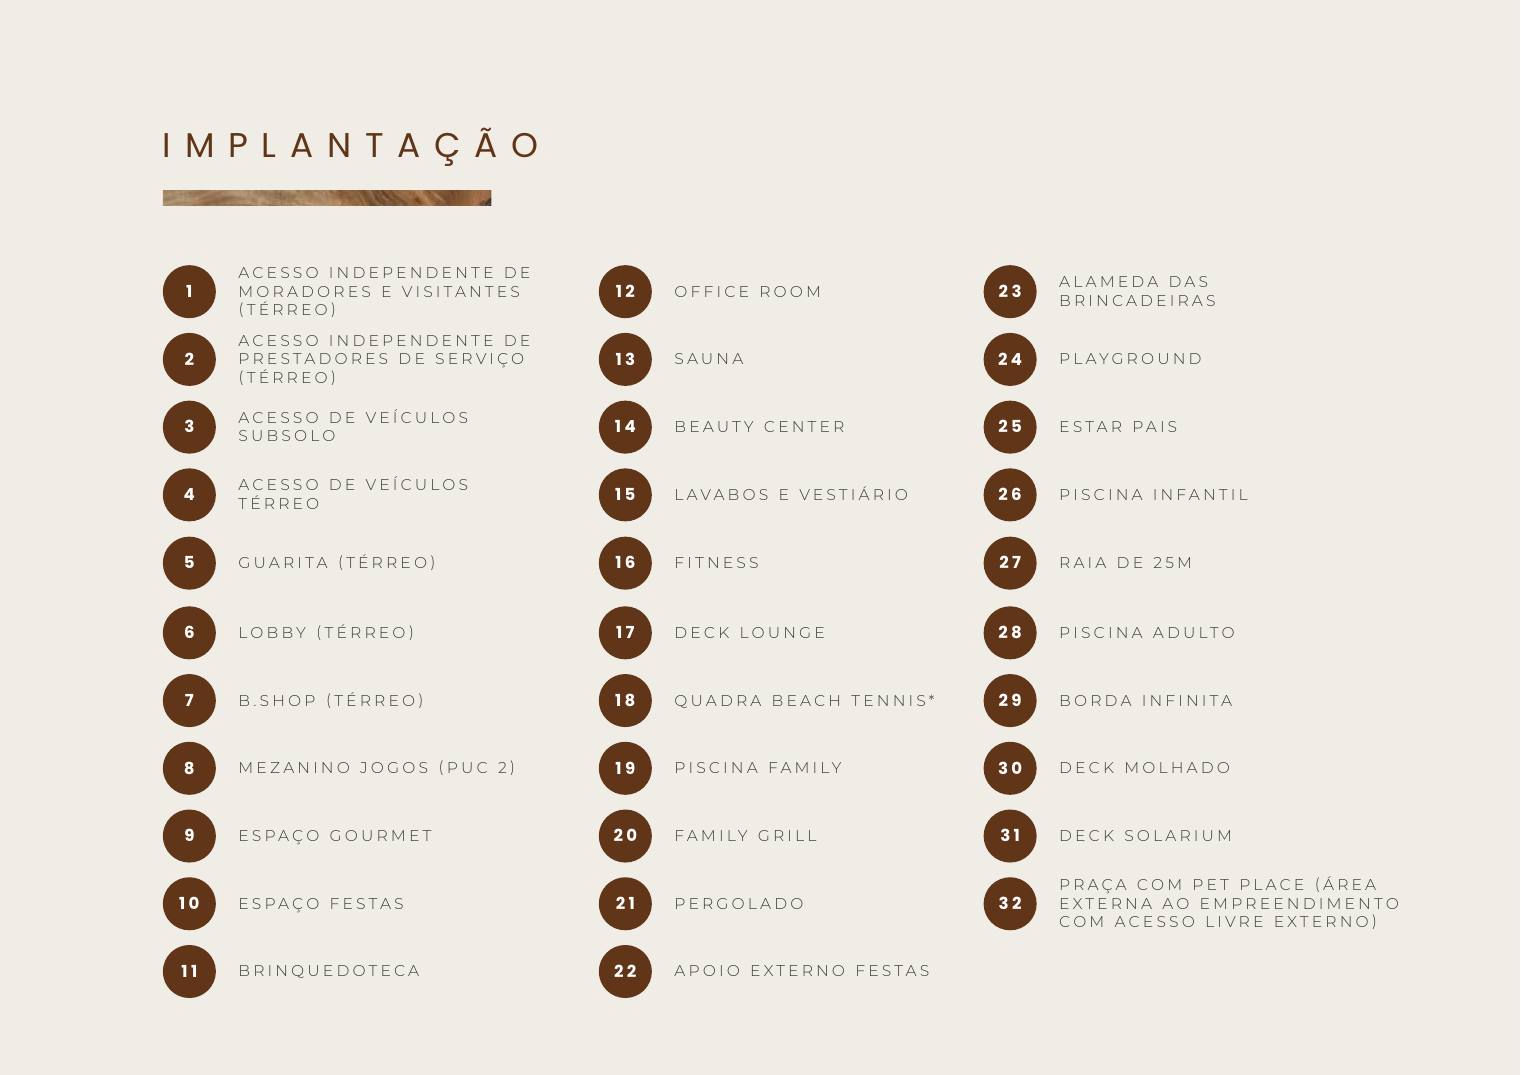 IMPLANTAÇÃO
1 ACESSO INDEPENDENTE DE
MORADORES E VISITANTES
(TÉRREO)
2 ACESSO INDEPENDENTE DE
PRESTADORES DE SERVIÇO
(TÉRREO)
3 ACESSO DE VEÍCULOS
SUBSOLO
4 ACESSO DE VEÍCULOS
TÉRREO
5 GUARITA (TÉRREO)
6 LOBBY (TÉRREO)
7 B.SHOP (TÉRREO)
8 MEZANINO JOGOS (PUC 2)
9 ESPAÇO GOURMET
10 ESPAÇO FESTAS
11 BRINQUEDOTECA
12 OFFICE ROOM
13 SAUNA
14 BEAUTY CENTER
15 LAVABOS E VESTIÁRIO
16 FITNESS
17 DECK LOUNGE
18 QUADRA BEACH TENNIS*
19 PISCINA FAMILY
20 FAMILY GRILL
21 PERGOLADO
22 APOIO EXTERNO FESTAS
23 ALAMEDA DAS
BRINCADEIRAS
24 PLAYGROUND
25 ESTAR PAIS
26 PISCINA INFANTIL
27 RAIA DE 25M
28 PISCINA ADULTO
29 BORDA INFINITA
30 DECK MOLHADO
31 DECK SOLARIUM
32 PRAÇA COM PET PLACE (ÁREA
EXTERNA AO EMPREENDIMENTO
COM ACESSO LIVRE EXTERNO)